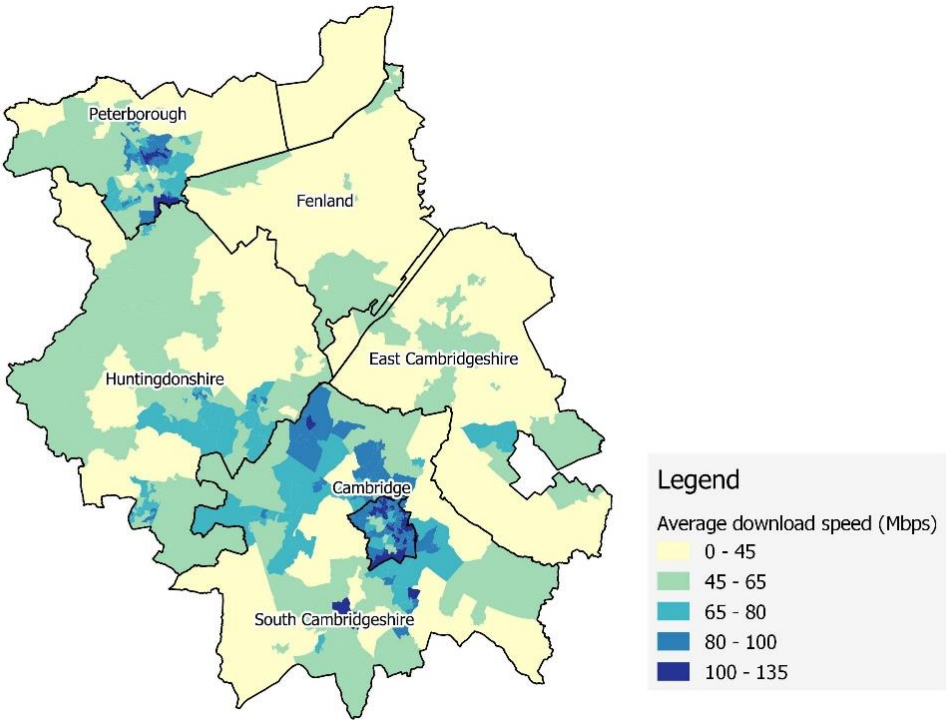 Peterborough
Fenland
East Cambridgeshire
Huntingdonshire
Cambridge
South Cambridgeshire
Legend
Average download speed (Mbps)
0 - 45
45 - 65
65 - 80
80 - 100
100 - 135